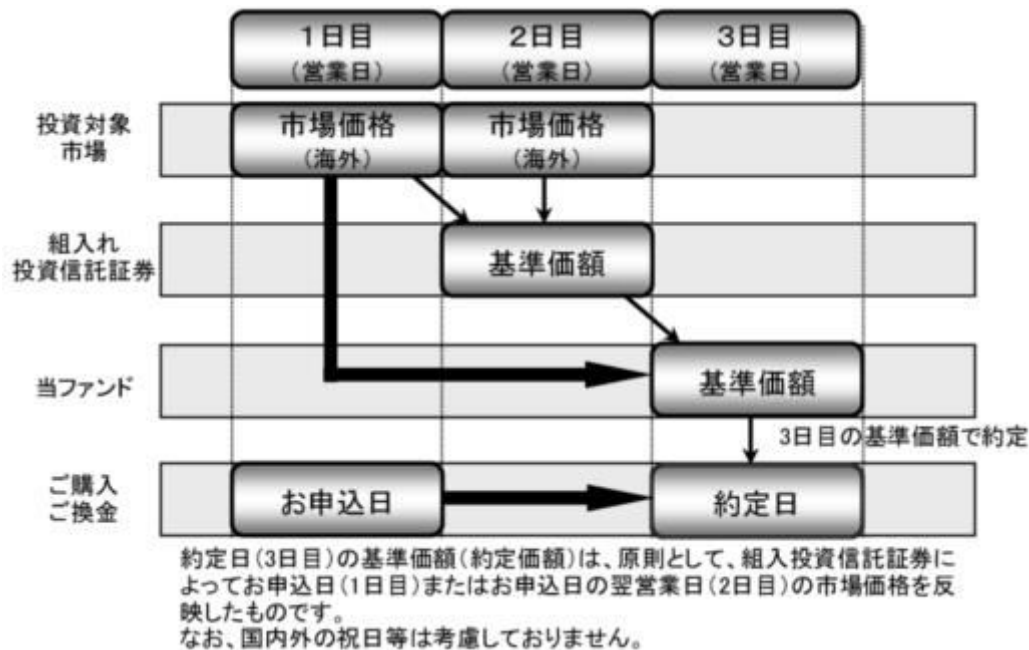 1日目 2日目 3日目
(営業日) (営業日) (営業日)
投資対象
市場
市場価格 市場価格
(海外) (海外)
組入れ
投資信託証券
基準価額
当ファンド
基準価額
3日目の基準価額で約定
ご購入
ご換金
お申込日
約定日
約定日(3日目)の基準価額(約定価額)は、原則として、組入投資信託証券に
よってお申込日(1日目)またはお申込日の翌営業日(2日目)の市場価格を反
映したものです。
なお、国内外の祝日等は考慮しておりません。